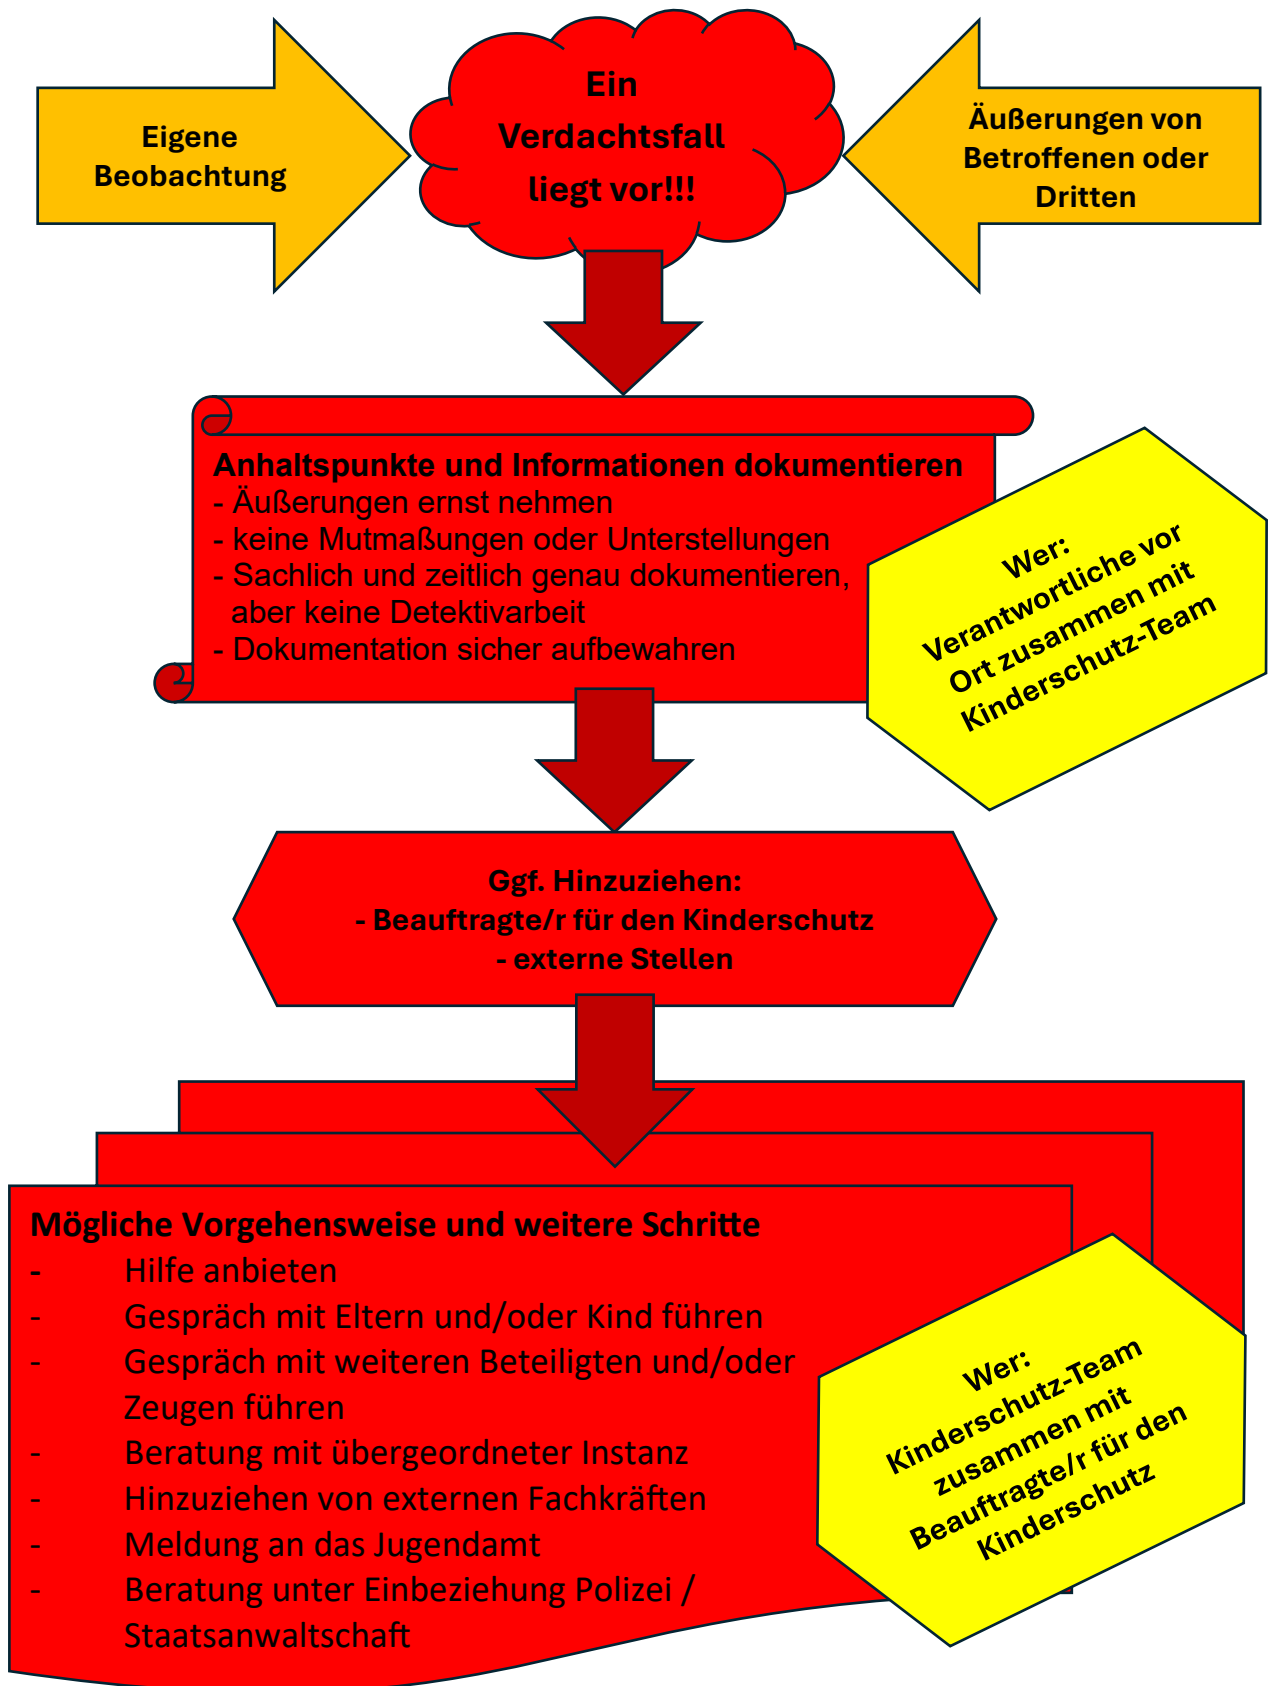 Eigene
Beobachtung
Ein
Verdachtsfall
liegt vor!!!
Äußerungen von
Betroffenen oder
Dritten
Anhaltspunkte und Informationen dokumentieren
- Äußerungen ernst nehmen
- keine Mutmaßungen oder Unterstellungen
- Sachlich und zeitlich genau dokumentieren,
aber keine Detektivarbeit
- Dokumentation sicher aufbewahren
Wer:
Verantwortliche vor
Ort zusammen mit
Kinderschutz-Team
Ggf. Hinzuziehen:
- Beauftragte/r für den Kinderschutz
- externe Stellen
Mögliche Vorgehensweise und weitere Schritte
- Hilfe anbieten
- Gespräch mit Eltern und/oder Kind führen
- Gespräch mit weiteren Beteiligten und/oder
Zeugen führen
- Beratung mit übergeordneter Instanz
- Hinzuziehen von externen Fachkräften
- Meldung an das Jugendamt
- Beratung unter Einbeziehung Polizei /
Staatsanwaltschaft
Wer:
Kinderschutz-Team
zusammen mit
Beauftragte/r für den
Kinderschutz